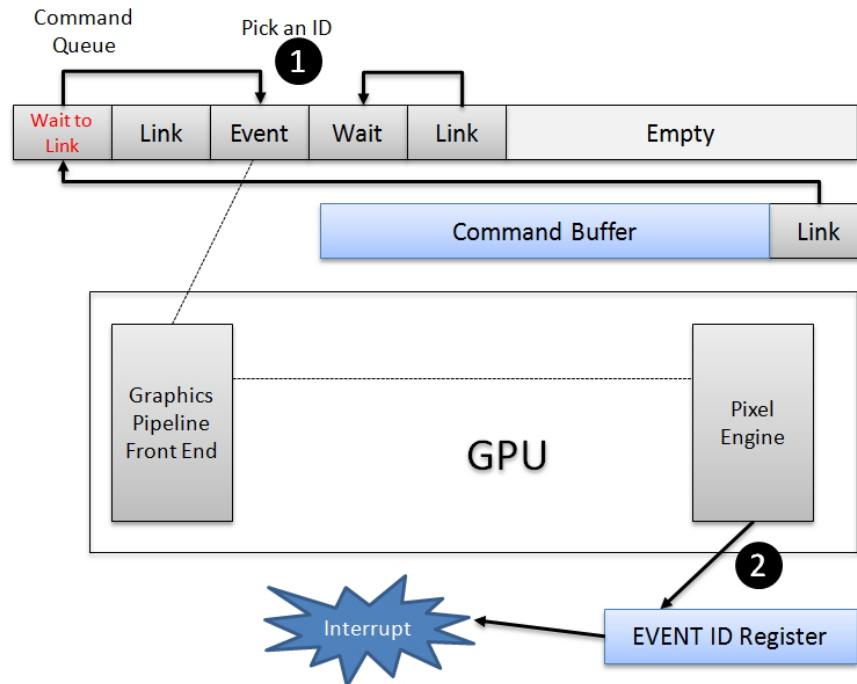 Command
Queue
Pick an ID
1
Wait to
Link
Link
Event
Wait
Link
Empty
Command Buffer
Link
Graphics
Pipeline
Front End
GPU
Pixel
Engine
2
Interrupt
EVENT ID Register